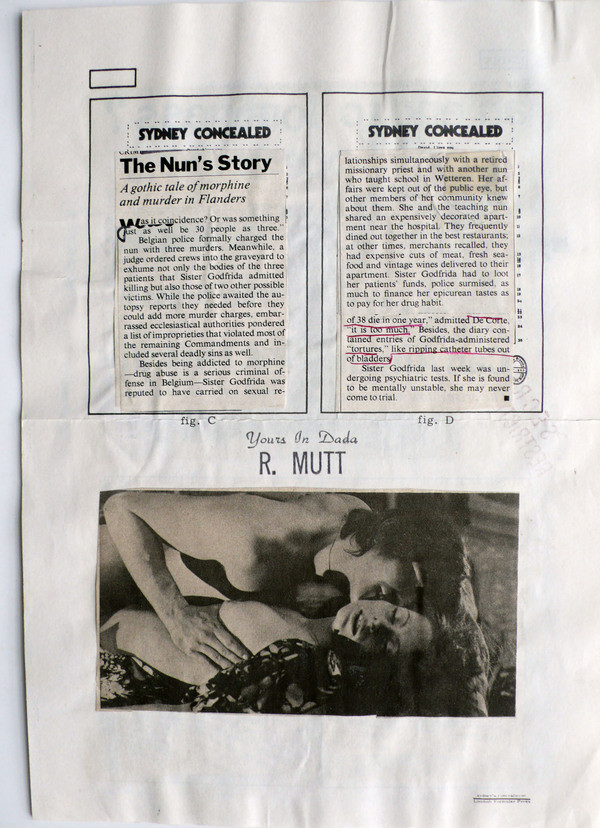 SYDNEY CONCEALED
The Nun's Story
A gothic tale of morphine
and murder in Flanders
Was it coincidence? Or was something
just as well be 30 people as three."
Belgian police formally charged the
nun with three murders. Meanwhile, a
judge ordered crews into the graveyard to
exhume not only the bodies of the three
patients that Sister Godfrida admitted
killing but also those of two other possible
victims. While the police awaited the au-
topsy reports they needed before they
could add more murder charges, embar-
rassed ecclesiastical authorities pondered
a list of improprieties that violated most of
the remaining Commandments and in-
cluded several deadly sins as well.
Besides being addicted to morphine
—drug abuse is a serious criminal of-
fense in Belgium—Sister Godfrida was
reputed to have carried on sexual re-
fig. C
SYDNEY CONCEALED
lationships simultaneously with a retired
missionary priest and with another nun
who taught school in Wetteren. Her af-
fairs were kept out of the public eye, but
other members of her community knew
about them. She and the teaching nun
shared an expensively decorated apart-
ment near the hospital. They frequently
dined out together in the best restaurants;
at other times, merchants recalled, they
had expensive cuts of meat, fresh sea-
food and vintage wines delivered to their
apartment. Sister Godfrida had to loot
her patients' funds, police surmised, as
much to finance her epicurean tastes as
to pay for her drug habit.
of 38 die in one year," admitted De Corte,
"it is too much." Besides, the diary con-
tained entries of Godfrida-administered
"tortures," like ripping catheter tubes out
of bladders
Sister Godfrida last week was un-
dergoing psychiatric tests. If she is found
to be mentally unstable, she may never
come to trial.
fig. D
Yours In Dada
R. MUTT